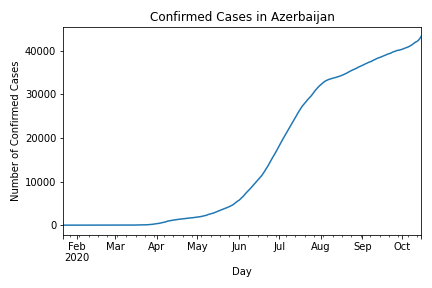 Confirmed Cases in Azerbaijan
Number of Confirmed Cases
40000
30000
20000
10000
0
Feb Mar Apr May Jun Jul Aug Sep Oct
2020
Day